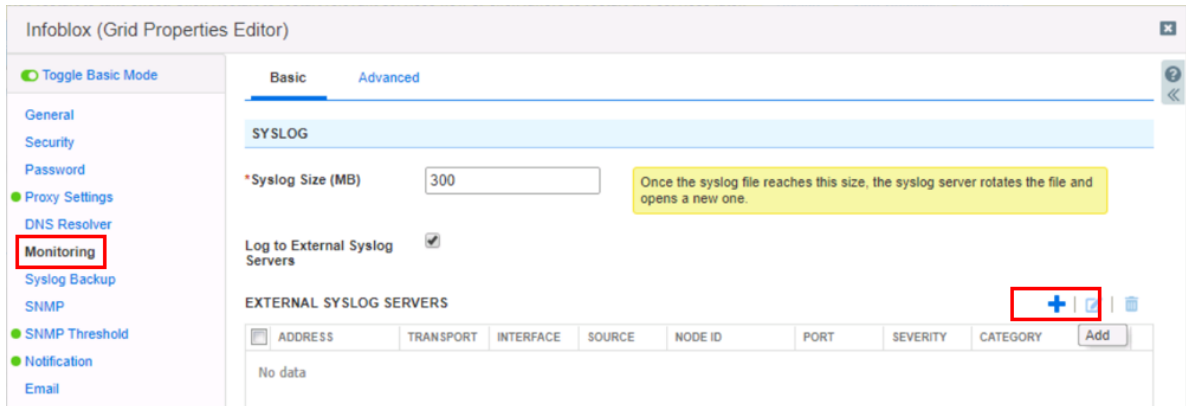 Infoblox (Grid Properties Editor)
Toggle Basic Mode
General
Security
Password
Proxy Settings
DNS Resolver
Monitoring
Syslog Backup
SNMP
SNMP Threshold
Notification
Email
Basic Advanced
SYSLOG
*Syslog Size (MB) 300
Once the syslog file reaches this size, the syslog server rotates the file and
opens a new one.
Log to External Syslog
Servers
EXTERNAL SYSLOG SERVERS
ADDRESS TRANSPORT INTERFACE SOURCE NODE ID PORT SEVERITY CATEGORY
Add
No data